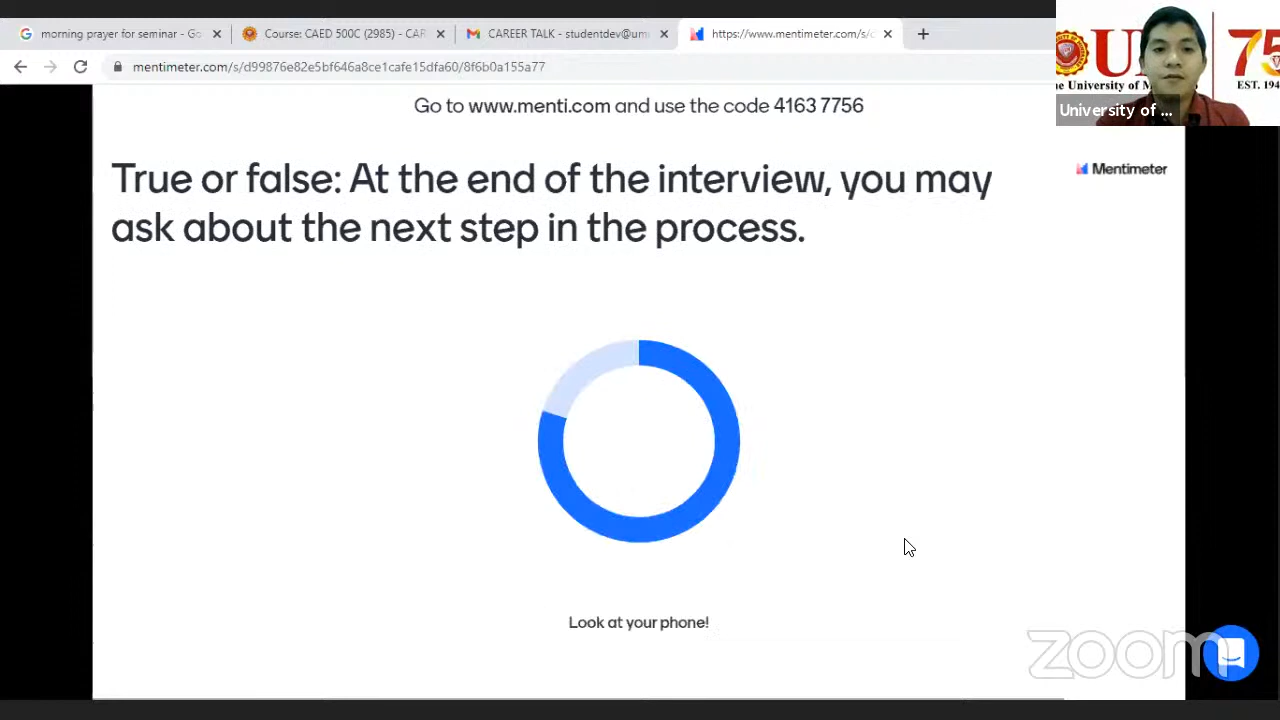 morning prayer for seminar - Go
Course: CAED 500C (2985) - CAR
CAREER TALK - studentdev@um
https://www.mentimeter.com/s/
mentimeter.com/s/d99876e82e5bf646a8ce1cafe15dfa60/8f6b0a155a77
EST. 194
University of ...
Go to www.menti.com and use the code 4163 7756
Mentimeter
True or false: At the end of the interview, you may
ask about the next step in the process.
Look at your phone!
zoom